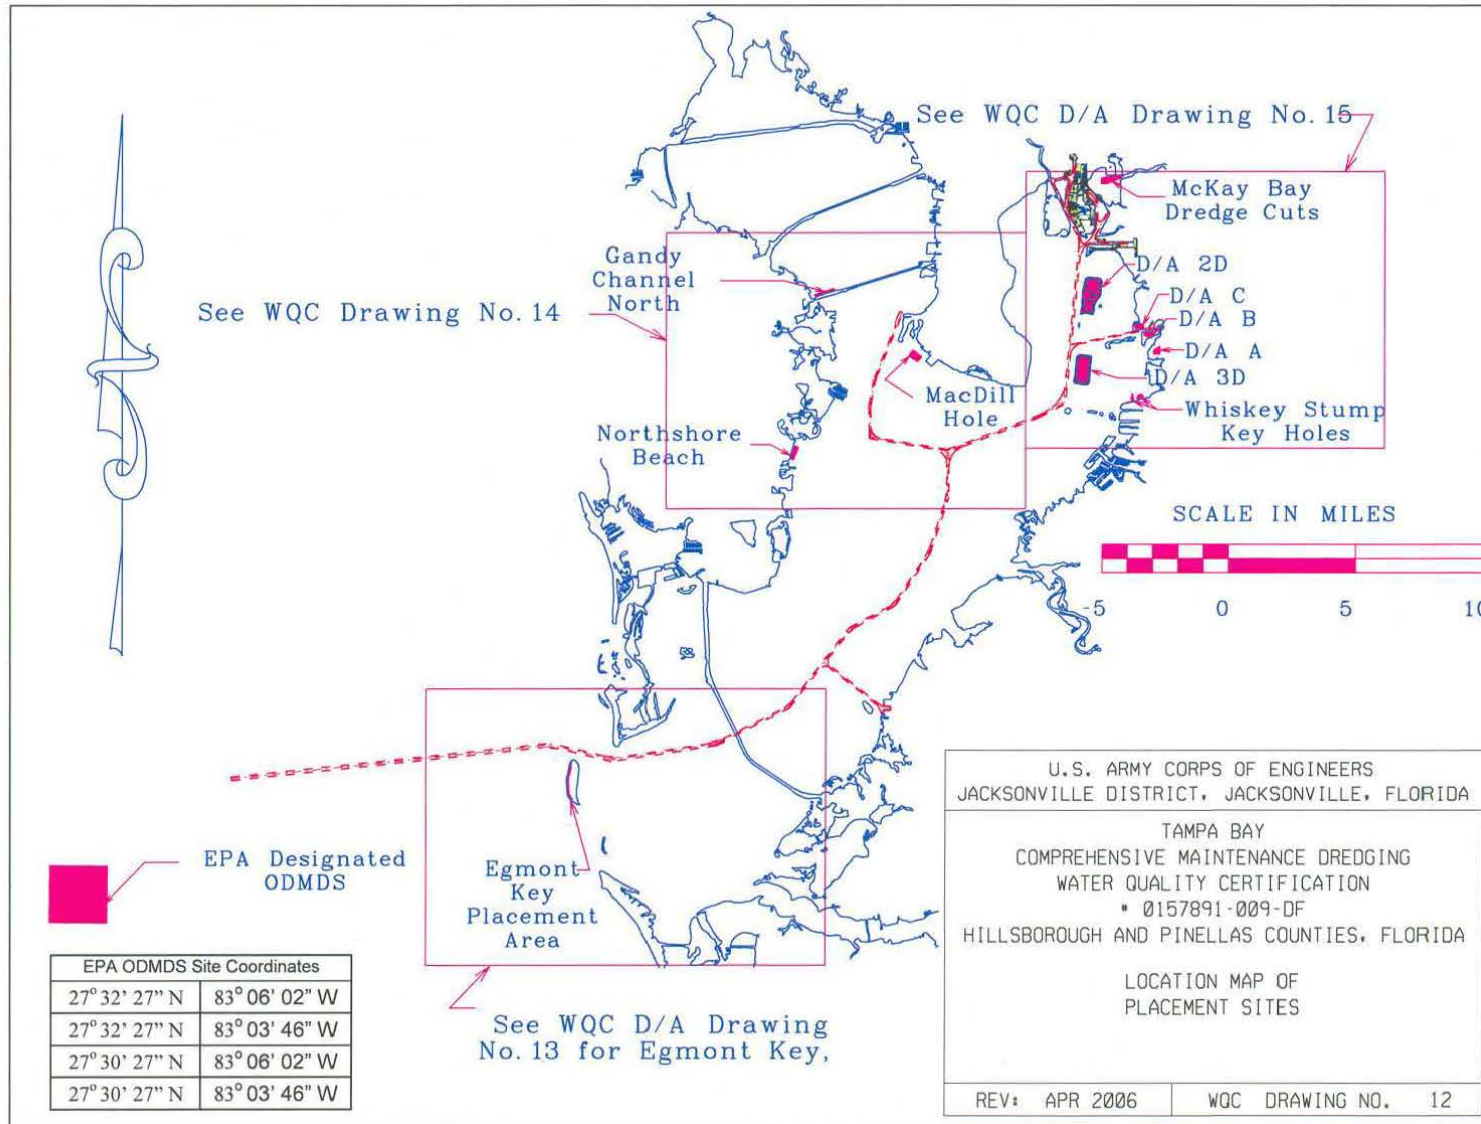 See WQC D/A Drawing No. 15
McKay Bay
Dredge Cuts
Gandy
Channel
North
D/A 2D
See WQC Drawing No. 14
D/A C
D/A B
D/A A
D/A 3D
MacDill
Hole
Whiskey Stump
Key Holes
Northshore
Beach
SCALE IN MILES
-5 0 5 10
EPA Designated
ODMDS
Egmont
Key
Placement
Area
See WQC D/A Drawing
No. 13 for Egmont Key,
EPA ODMDS Site Coordinates
27° 32' 27" N 83° 06' 02" W
27° 32' 27" N 83° 03' 46" W
27° 30' 27" N 83° 06' 02" W
27° 30' 27" N 83° 03' 46" W
U.S. ARMY CORPS OF ENGINEERS
JACKSONVILLE DISTRICT, JACKSONVILLE, FLORIDA
TAMPA BAY
COMPREHENSIVE MAINTENANCE DREDGING
WATER QUALITY CERTIFICATION
# 0157891-009-DF
HILLSBOROUGH AND PINELLAS COUNTIES, FLORIDA
LOCATION MAP OF
PLACEMENT SITES
REV: APR 2006 WQC DRAWING NO. 12